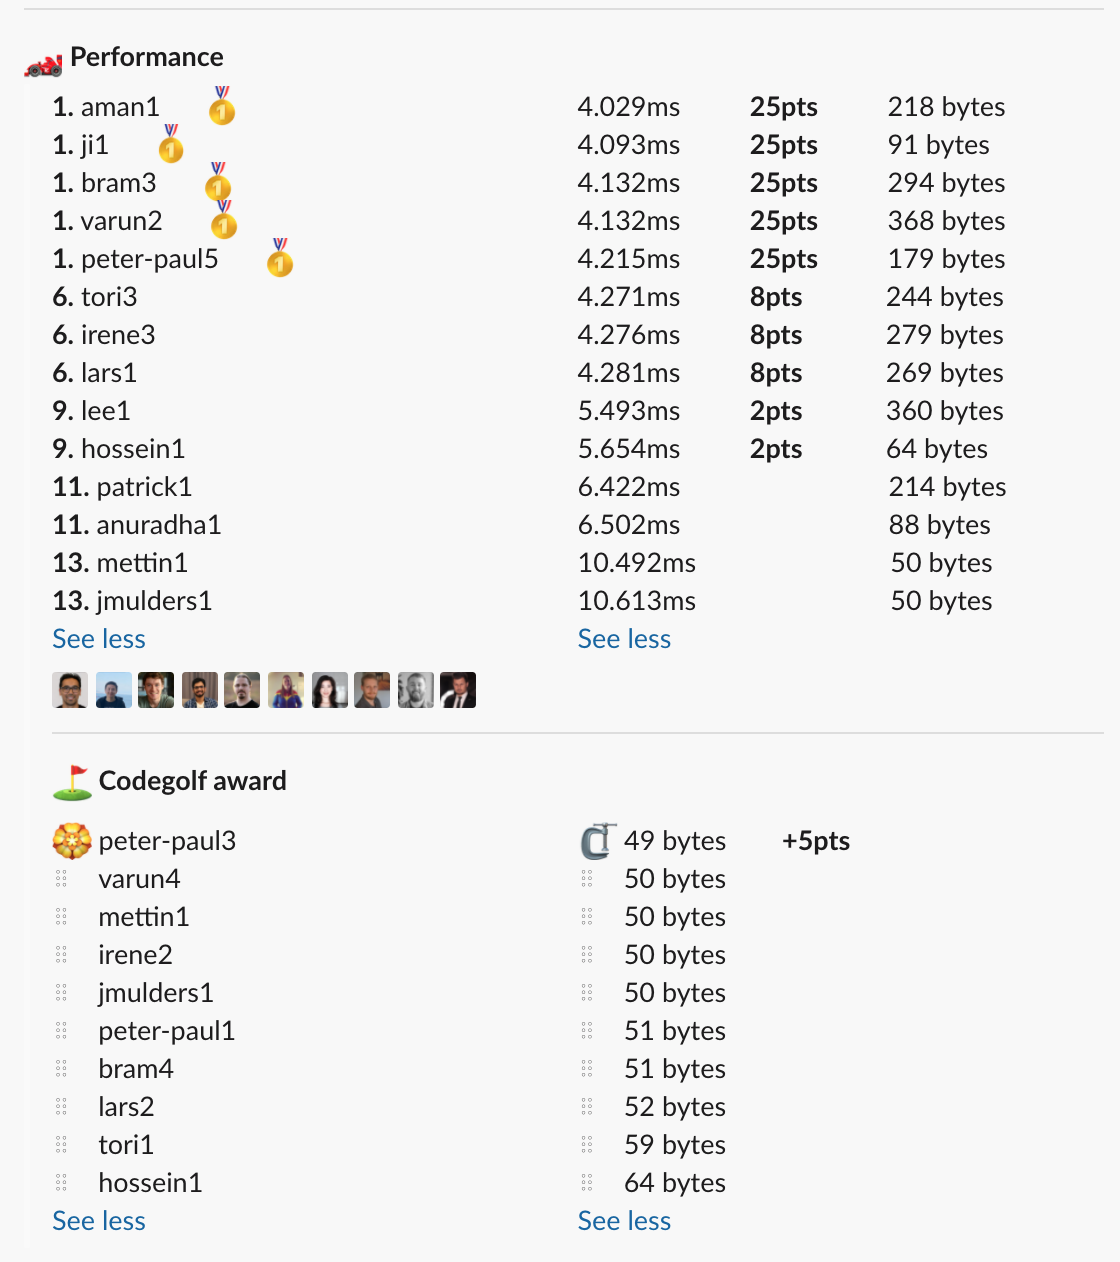 Performance
1. aman1 4.029ms 25pts 218 bytes
1. ji1 4.093ms 25pts 91 bytes
1. bram3 4.132ms 25pts 294 bytes
1. varun2 4.132ms 25pts 368 bytes
1. peter-paul5 4.215ms 25pts 179 bytes
6. tori3 4.271ms 8pts 244 bytes
6. irene3 4.276ms 8pts 279 bytes
6. lars1 4.281ms 8pts 269 bytes
9. lee1 5.493ms 2pts 360 bytes
9. hossein1 5.654ms 2pts 64 bytes
11. patrick1 6.422ms 214 bytes
11. anuradha1 6.502ms 88 bytes
13. mettin1 10.492ms 50 bytes
13. jmulders1 10.613ms 50 bytes
See less See less
Codegolf award
peter-paul3 49 bytes +5pts
varun4 50 bytes
mettin1 50 bytes
irene2 50 bytes
jmulders1 50 bytes
peter-paul1 51 bytes
bram4 51 bytes
lars2 52 bytes
tori1 59 bytes
hossein1 64 bytes
See less See less